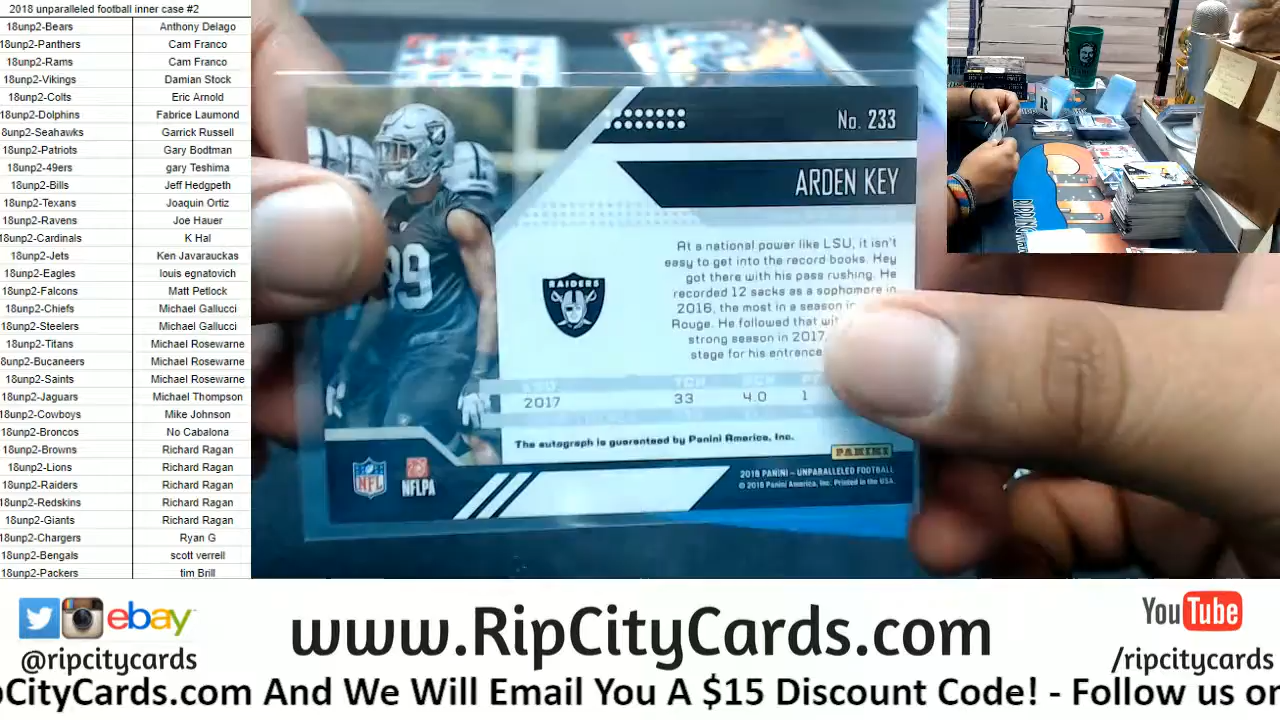 2018 unparalleled football inner case #2
18unp2-Bears Anthony Delago
18unp2-Panthers Cam Franco
18unp2-Rams Cam Franco
18unp2-Vikings Damian Stock
18unp2-Colts Eric Arnold
18unp2-Dolphins Fabrice Laumond
8unp2-Seahawks Garrick Russell
18unp2-Patriots Gary Bodtman
18unp2-49ers gary Teshima
18unp2-Bills Jeff Hedgpeth
18unp2-Texans Joaquin Ortiz
18unp2-Ravens Joe Hauer
8unp2-Cardinals K Hal
18unp2-Jets Ken Javarauckas
18unp2-Eagles louis egnatovich
18unp2-Falcons Matt Petlock
18unp2-Chiefs Michael Gallucci
18unp2-Steelers Michael Gallucci
18unp2-Titans Michael Rosewarne
8unp2-Bucaneers Michael Rosewarne
18unp2-Saints Michael Rosewarne
18unp2-Jaguars Michael Thompson
8unp2-Cowboys Mike Johnson
18unp2-Broncos No Cabalona
18unp2-Browns Richard Ragan
18unp2-Lions Richard Ragan
18unp2-Raiders Richard Ragan
18unp2-Redskins Richard Ragan
18unp2-Giants Richard Ragan
18unp2-Chargers Ryan G
18unp2-Bengals scott verrell
18unp2-Packers tim Brill
No. 233
ARDEN KEY
At a national power like LSU, it isn't
easy to get into the record books. Hey
got there with his pass rushing. He
recorded 12 sacks as a sophomore in
2016, the most in a season in
Rouge. He followed that
strong season in 2017,
stage for his entrance
RAIDERS
99
2017 33 4.0 1
The autograph is guaranteed by Panini America, Inc.
PANINI
NFL NFLPA
2018 PANINI – UNPARALLELED FOOTBALL
© 2018 Panini America, Inc. Printed in the USA.
ebay
@ripcitycards
www.RipCityCards.com
YouTube
/ripcitycards
pCityCards.com And We Will Email You A $15 Discount Code! - Follow us on